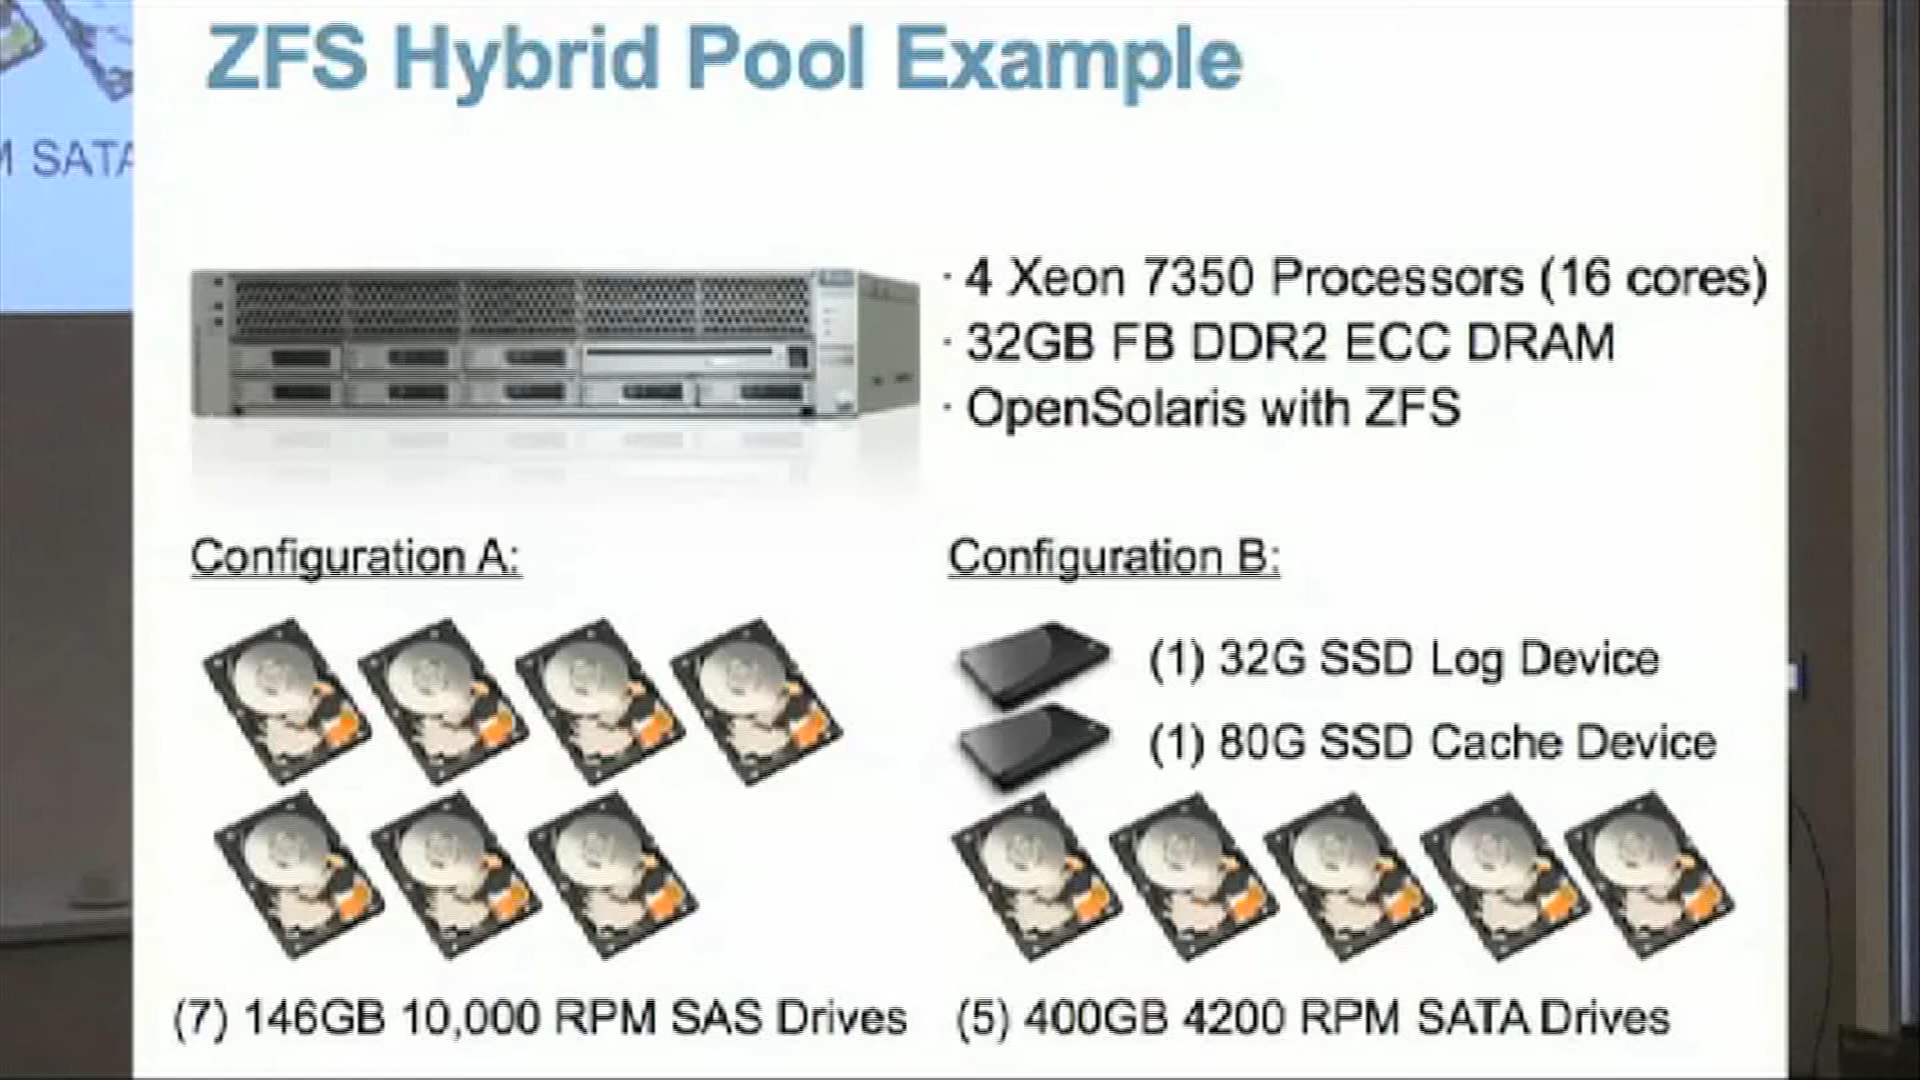 ZFS Hybrid Pool Example
M SATA
· 4 Xeon 7350 Processors (16 cores)
· 32GB FB DDR2 ECC DRAM
· OpenSolaris with ZFS
Configuration A:
Configuration B:
(1) 32G SSD Log Device
(1) 80G SSD Cache Device
(7) 146GB 10,000 RPM SAS Drives
(5) 400GB 4200 RPM SATA Drives